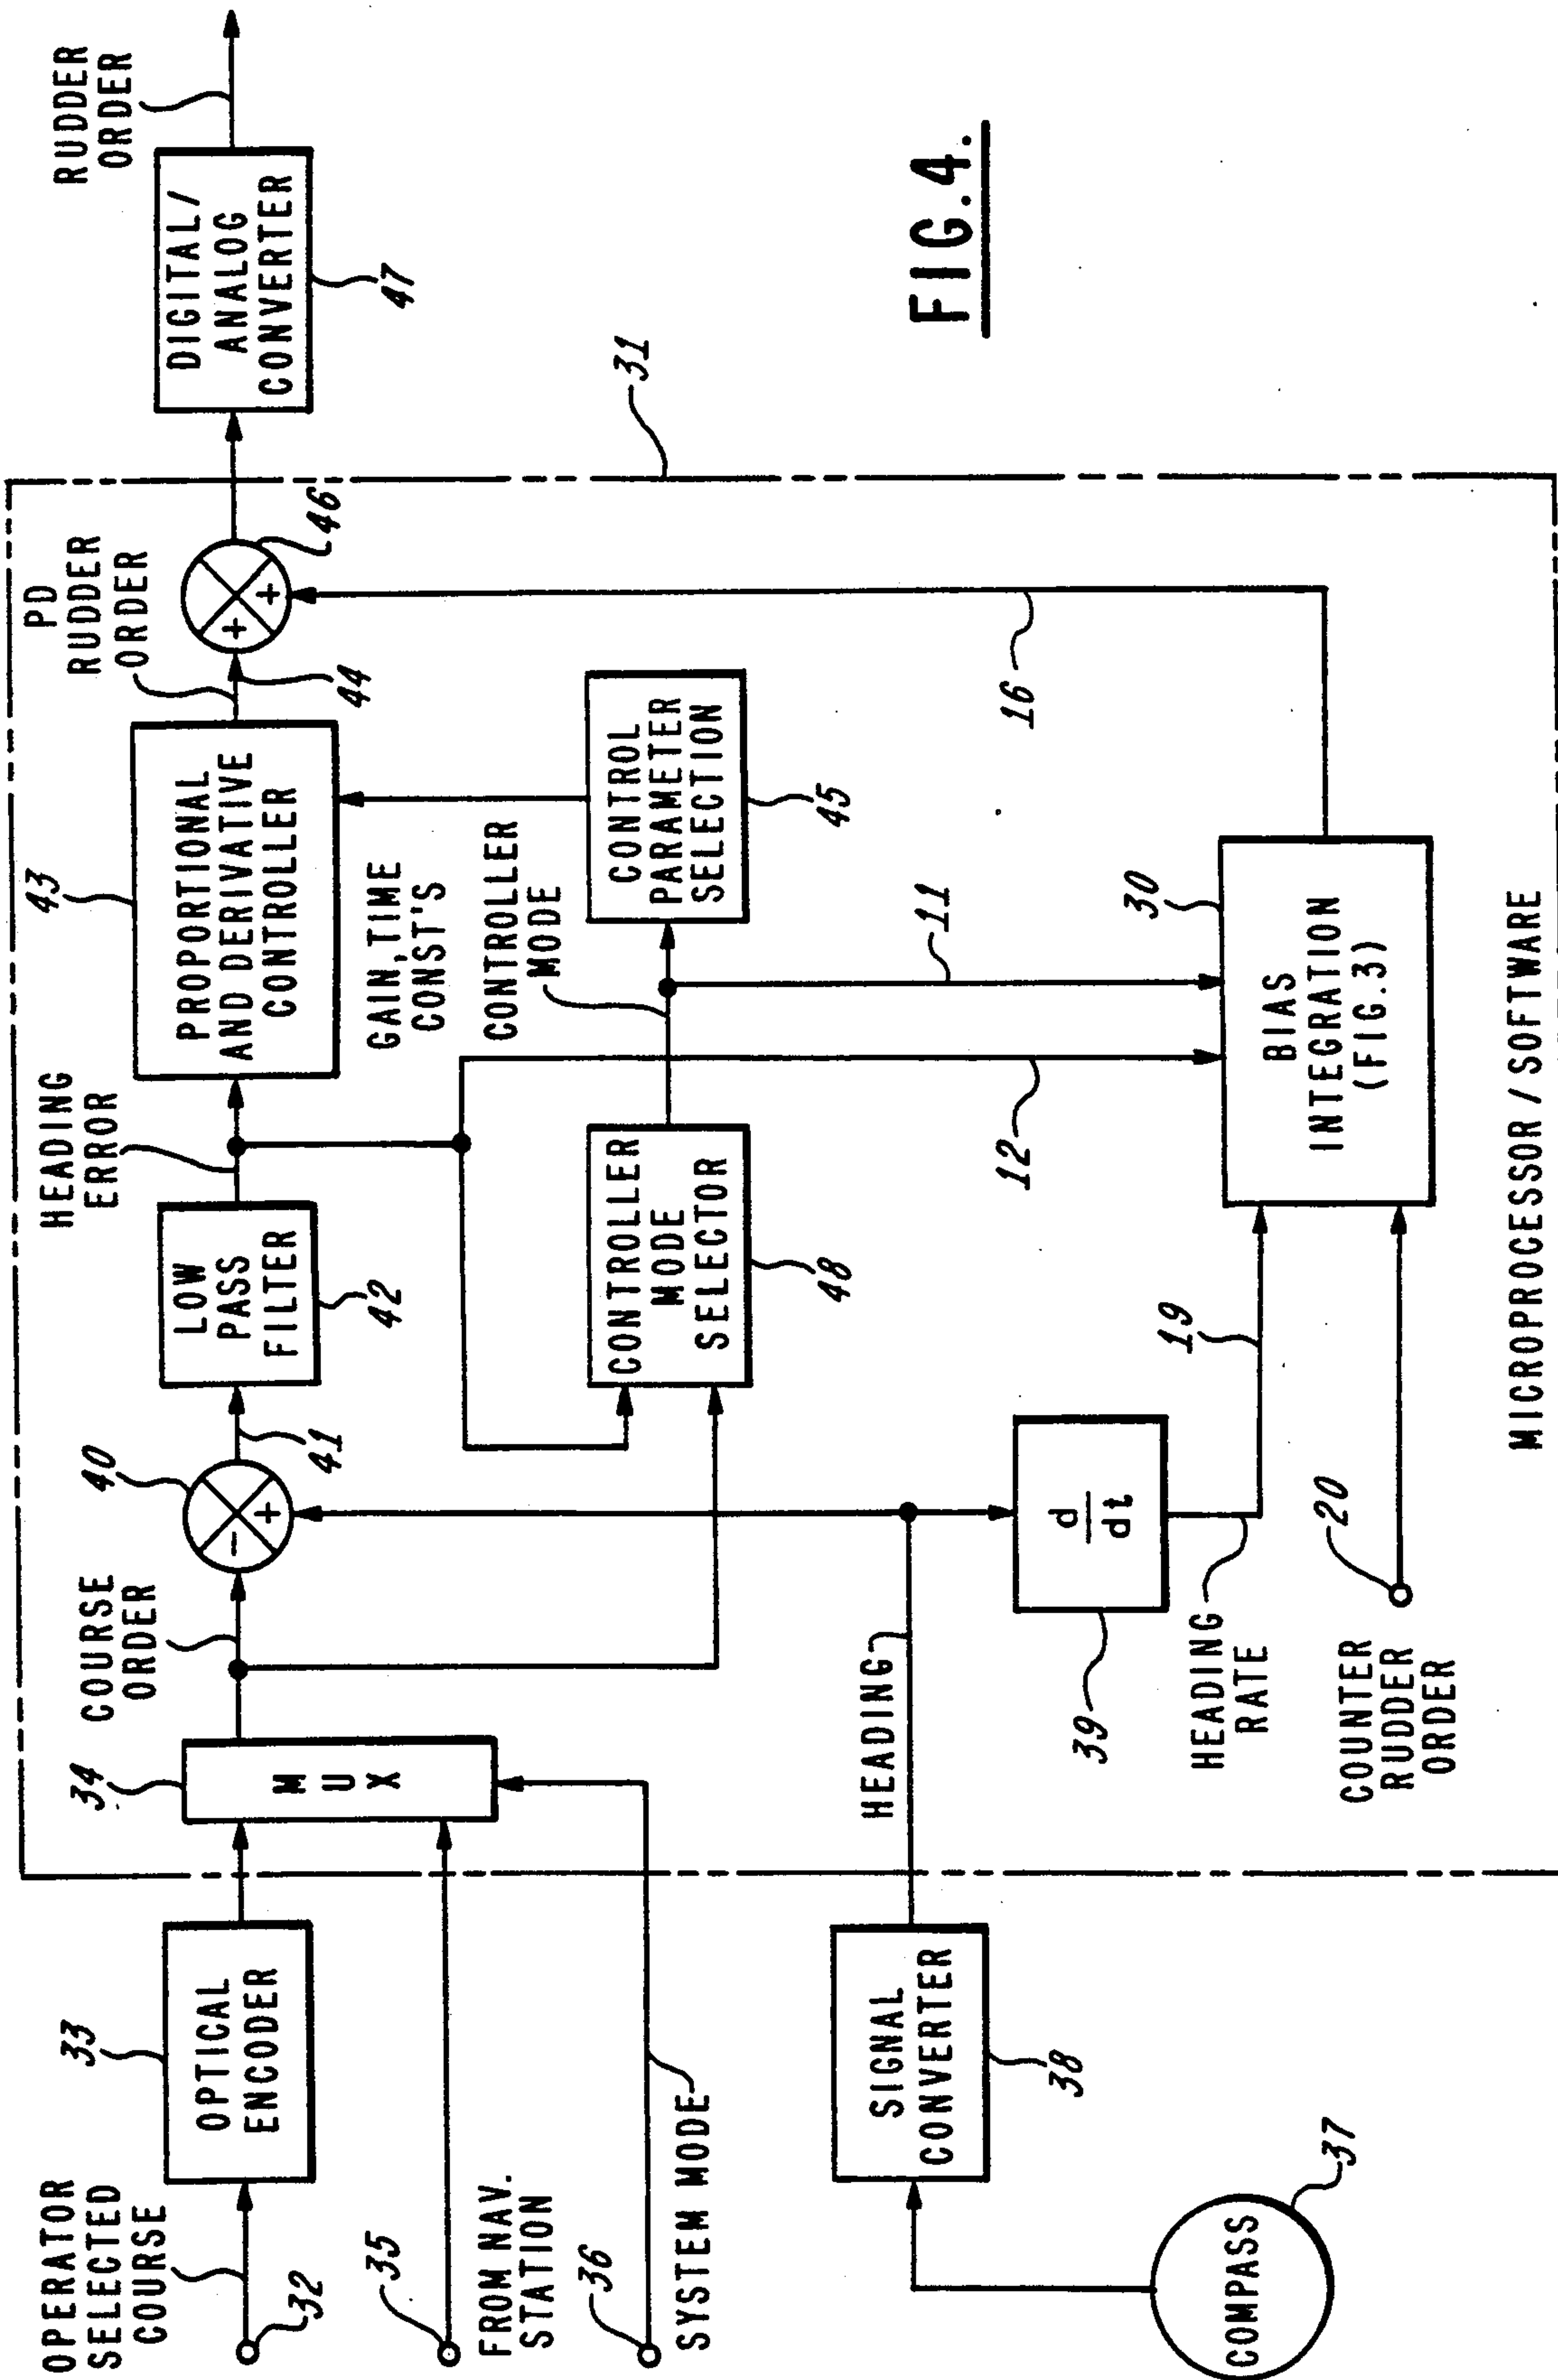 OPERATOR
SELECTED
COURSE
32
OPTICAL
ENCODER
33
35
FROM NAV.
STATION
36
SYSTEM MODE
34
MUX
COURSE
ORDER
40
-
+
41
LOW
PASS
FILTER
42
HEADING
ERROR
43
PROPORTIONAL
AND DERIVATIVE
CONTROLLER
PD
RUDDER
ORDER
44
+
+
46
DIGITAL/
ANALOG
CONVERTER
47
RUDDER
ORDER
GAIN, TIME
CONST'S
CONTROLLER
MODE
CONTROLLER
MODE
SELECTOR
48
CONTROL
PARAMETER
SELECTION
45
31
COMPASS
37
SIGNAL
CONVERTER
38
HEADING
d
dt
39
HEADING
RATE
19
COUNTER
RUDDER
ORDER
20
12
11
16
30
BIAS
INTEGRATION
(FIG.3)
MICROPROCESSOR / SOFTWARE
FIG.4.